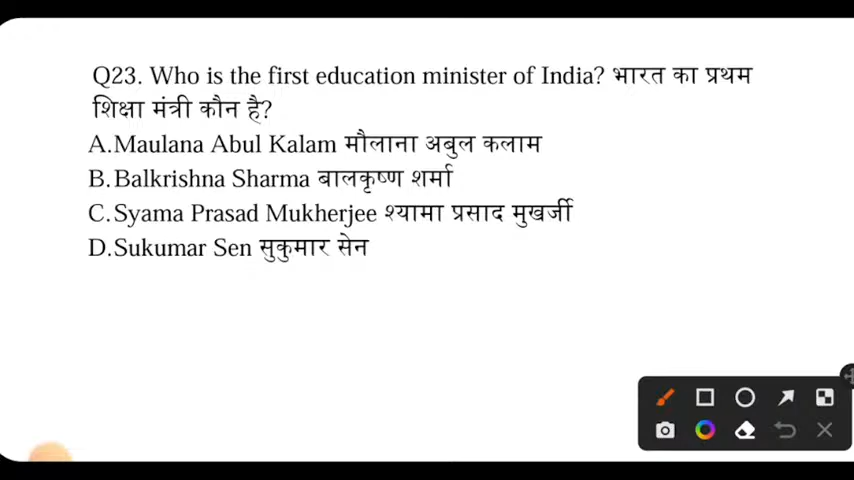 Q23. Who is the first education minister of India? भारत का प्रथम
शिक्षा मंत्री कौन है?
A.Maulana Abul Kalam मौलाना अबुल कलाम
B.Balkrishna Sharma बालकृष्ण शर्मा
C.Syama Prasad Mukherjee श्यामा प्रसाद मुखर्जी
D.Sukumar Sen सुकुमार सेन